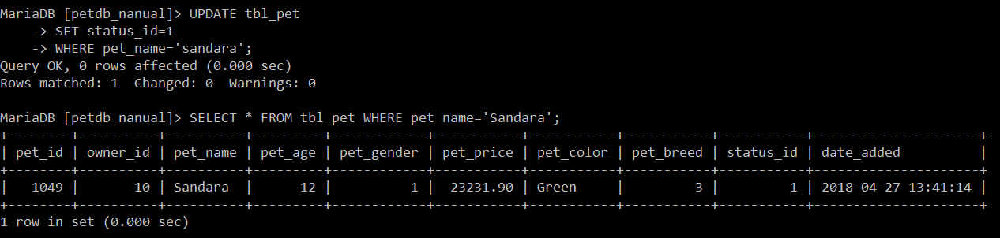 MariaDB [petdb_nanual]> UPDATE tbl_pet
    -> SET status_id=1
    -> WHERE pet_name='sandara';
Query OK, 0 rows affected (0.000 sec)
Rows matched: 1  Changed: 0  Warnings: 0

MariaDB [petdb_nanual]> SELECT * FROM tbl_pet WHERE pet_name='Sandara';
+--------+----------+----------+---------+------------+-----------+-----------+-----------+-----------+---------------------+
| pet_id | owner_id | pet_name | pet_age | pet_gender | pet_price | pet_color | pet_breed | status_id | date_added          |
+--------+----------+----------+---------+------------+-----------+-----------+-----------+-----------+---------------------+
|   1049 |       10 | Sandara  |      12 |          1 |  23231.90 | Green     |         3 |         1 | 2018-04-27 13:41:14 |
+--------+----------+----------+---------+------------+-----------+-----------+-----------+-----------+---------------------+
1 row in set (0.000 sec)